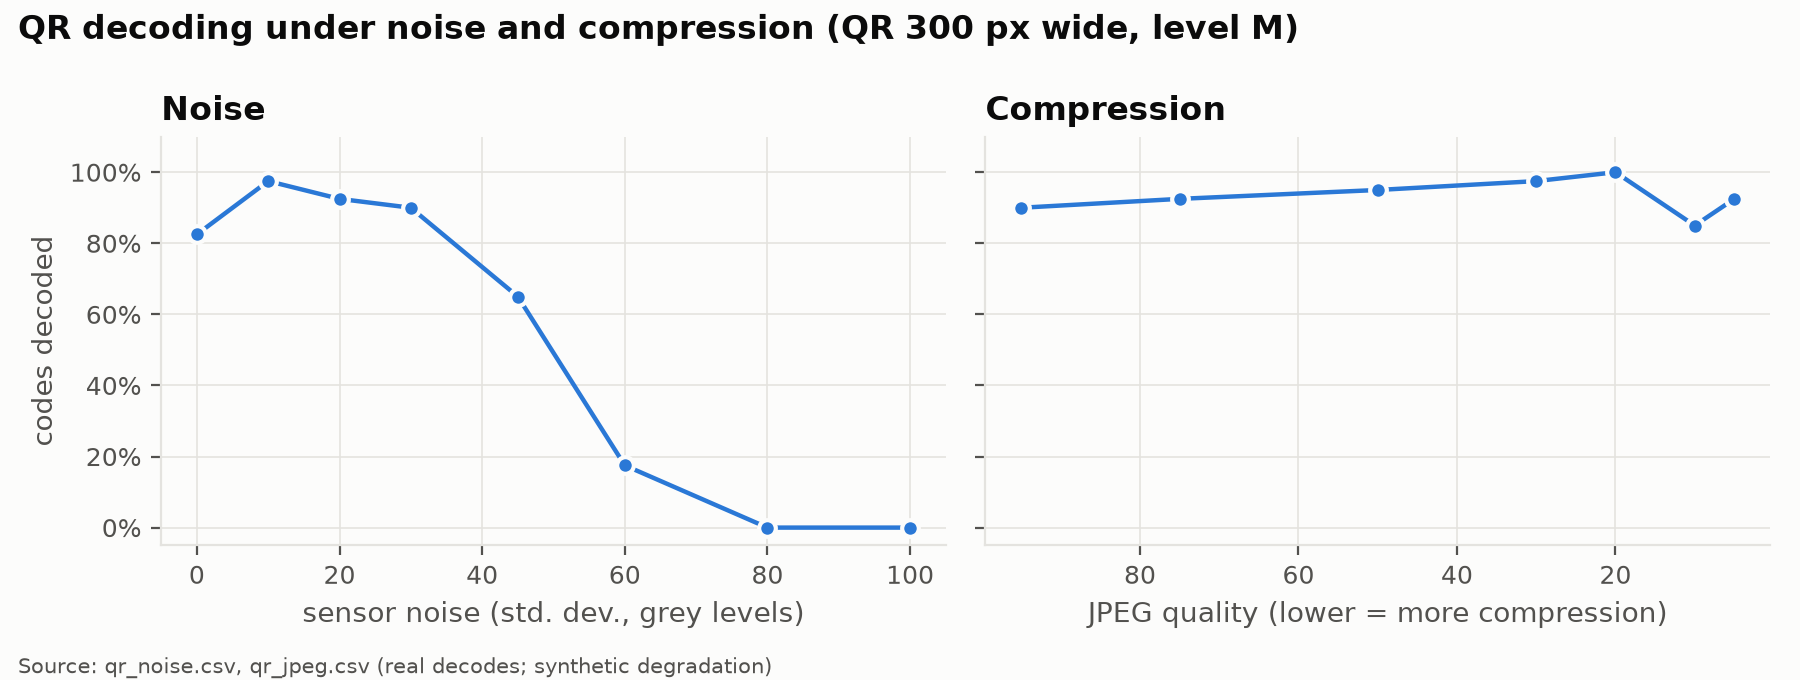 QR decoding under noise and compression (QR 300 px wide, level M)
Noise
Compression
codes decoded
100%
80%
60%
40%
20%
0%
0 20 40 60 80 100
80 60 40 20
sensor noise (std. dev., grey levels)
JPEG quality (lower = more compression)
Source: qr_noise.csv, qr_jpeg.csv (real decodes; synthetic degradation)